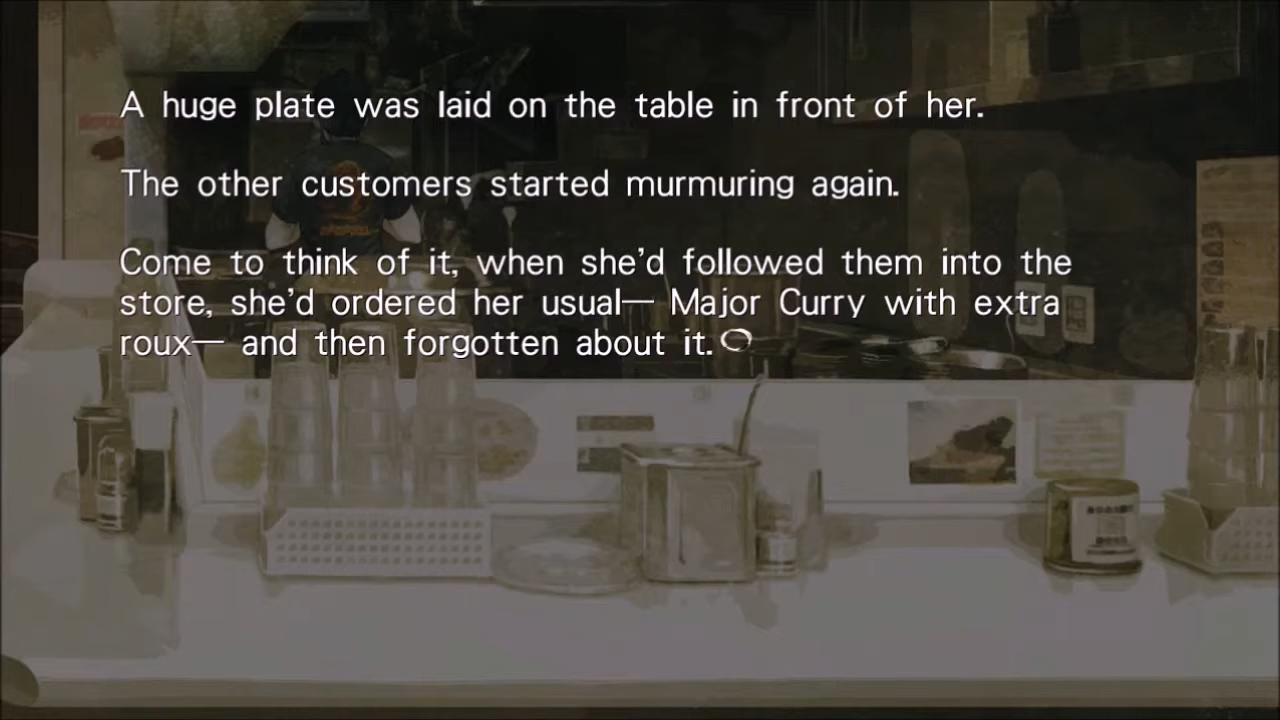 A huge plate was laid on the table in front of her.
The other customers started murmuring again.
Come to think of it, when she'd followed them into the
store, she'd ordered her usual— Major Curry with extra
roux— and then forgotten about it.